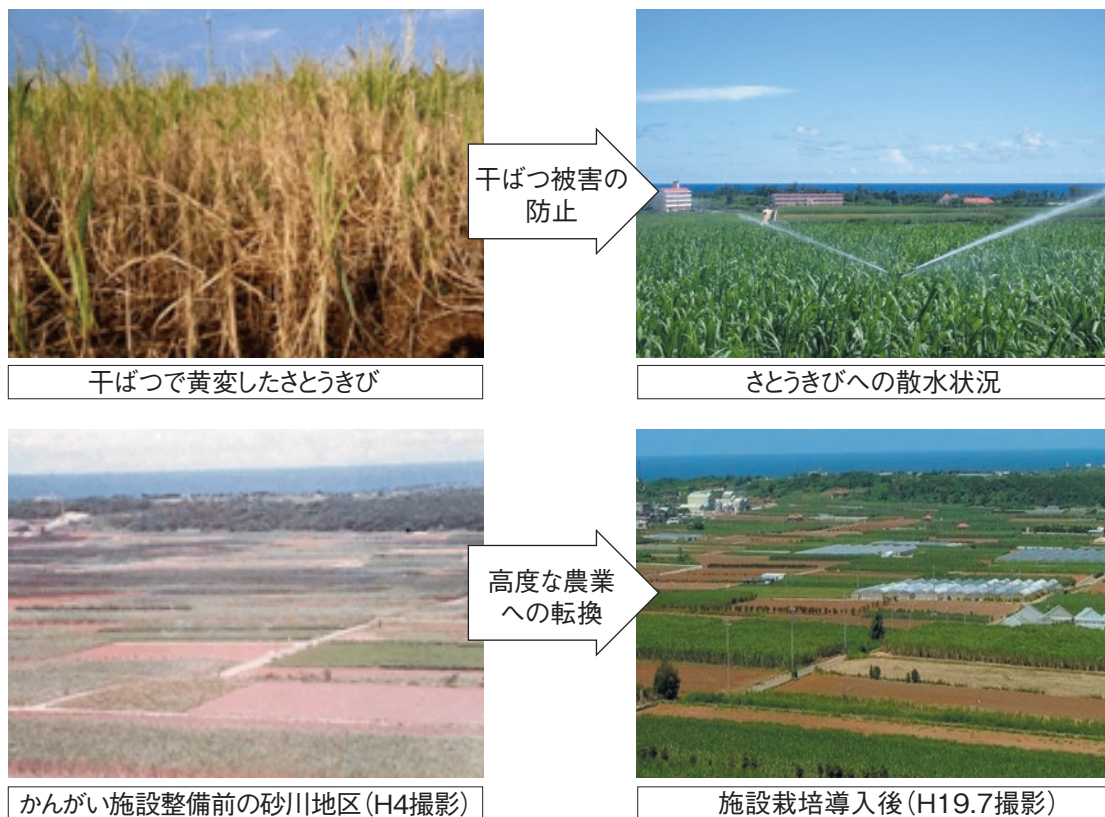 干ばつ被害の
防止
干ばつで黄変したさとうきび
さとうきびへの散水状況
高度な農業
への転換
かんがい施設整備前の砂川地区(H4撮影)
施設栽培導入後(H19.7撮影)